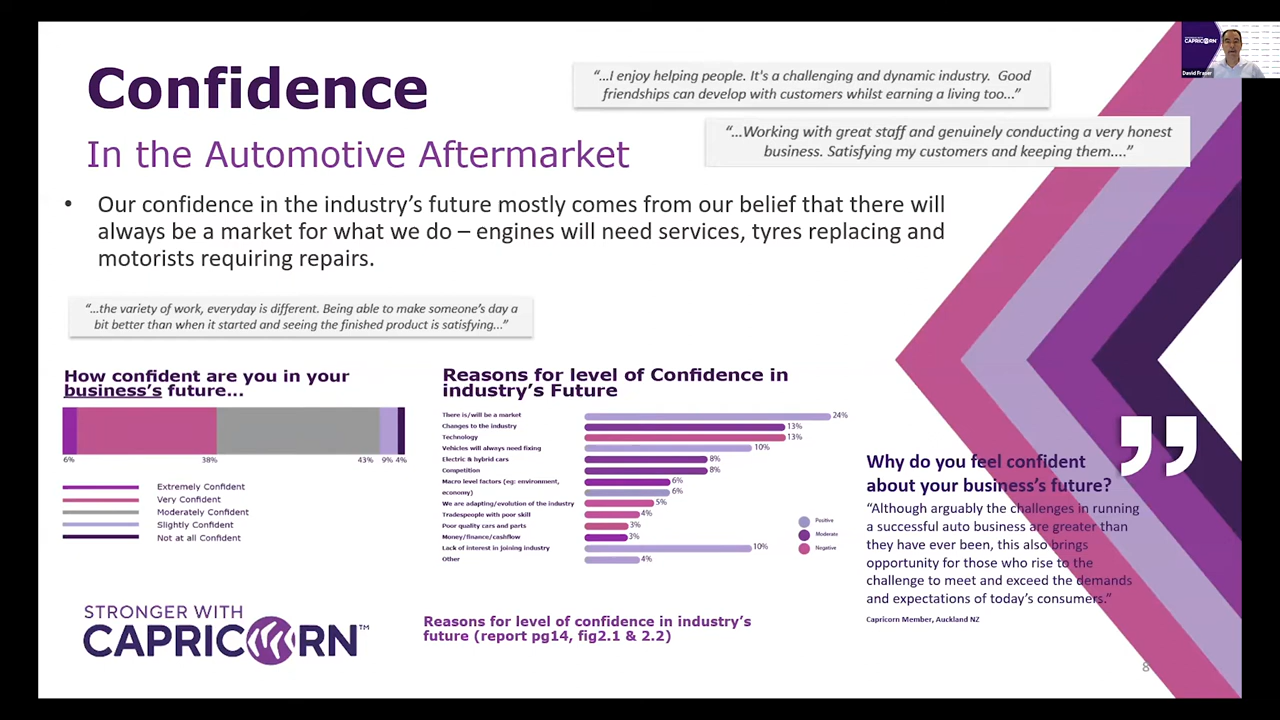 Confidence
In the Automotive Aftermarket
“...I enjoy helping people. It's a challenging and dynamic industry. Good
friendships can develop with customers whilst earning a living too...”
“...Working with great staff and genuinely conducting a very honest
business. Satisfying my customers and keeping them....”
CAPRICORN
David Fraser
• Our confidence in the industry’s future mostly comes from our belief that there will
always be a market for what we do – engines will need services, tyres replacing and
motorists requiring repairs.
“...the variety of work, everyday is different. Being able to make someone’s day a
bit better than when it started and seeing the finished product is satisfying...”
How confident are you in your
business’s future...
6% 38% 43% 9% 4%
Extremely Confident
Very Confident
Moderately Confident
Slightly Confident
Not at all Confident
Reasons for level of Confidence in
industry’s Future
There is/will be a market 24%
Changes to the industry 13%
Technology 13%
Vehicles will always need fixing 10%
Electric & hybrid cars 8%
Competition 8%
Macro level factors (eg: environment, 6%
economy) 6%
We are adapting/evolution of the industry 5%
Tradespeople with poor skill 4%
Poor quality cars and parts 3%
Money/finance/cashflow 3%
Lack of interest in joining industry 10%
Other 4%
Positive
Moderate
Negative
”
Why do you feel confident
about your business’s future?
“Although arguably the challenges in running
a successful auto business are greater than
they have ever been, this also brings
opportunity for those who rise to the
challenge to meet and exceed the demands
and expectations of today’s consumers.”
Capricorn Member, Auckland NZ
STRONGER WITH
CAPRICORN™
Reasons for level of confidence in industry’s
future (report pg14, fig2.1 & 2.2)
8